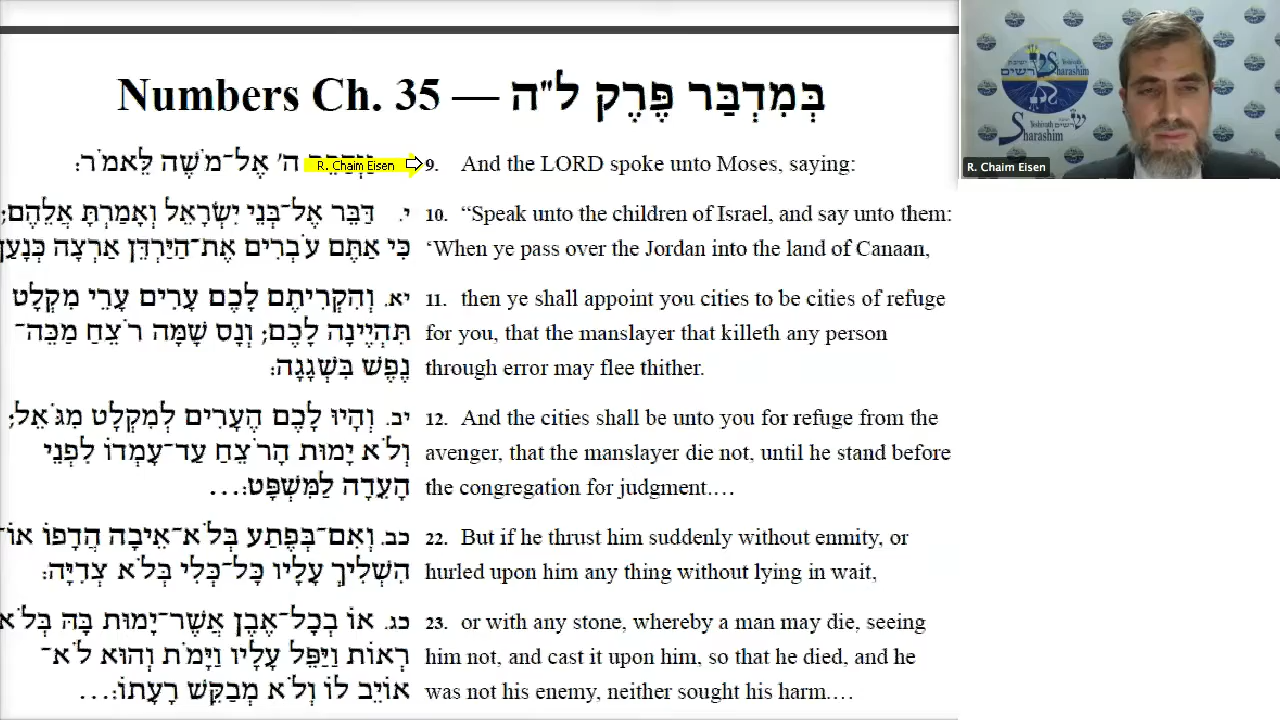 Numbers Ch. 35 — בְּמִדְבַּר פֶּרֶק ל"ה
ה' אֶל־מֹשֶׁה לֵּאמֹר:
R. Chaim Eisen
9. And the LORD spoke unto Moses, saying:
י. דַּבֵּר אֶל־בְּנֵי יִשְׂרָאֵל וְאָמַרְתָּ אֲלֵהֶם;
כִּי אַתֶּם עֹבְרִים אֶת־הַיַּרְדֵּן אַרְצָה כְּנָעַן
10. “Speak unto the children of Israel, and say unto them:
‘When ye pass over the Jordan into the land of Canaan,
יא. וְהִקְרִיתֶם לָכֶם עָרִים עָרֵי מִקְלָט
תִּהְיֶינָה לָכֶם; וְנָס שָׁמָּה רֹצֵחַ מַכֵּה־
נֶפֶשׁ בִּשְׁגָגָה:
11. then ye shall appoint you cities to be cities of refuge
for you, that the manslayer that killeth any person
through error may flee thither.
יב. וְהָיוּ לָכֶם הֶעָרִים לְמִקְלָט מִגֹּאֵל;
וְלֹא יָמוּת הָרֹצֵחַ עַד־עָמְדוֹ לִפְנֵי
הָעֵדָה לַמִּשְׁפָּט:…
12. And the cities shall be unto you for refuge from the
avenger, that the manslayer die not, until he stand before
the congregation for judgment.…
כב. וְאִם־בְּפֶתַע בְּלֹא־אֵיבָה הֲדָפוֹ אוֹ־
הִשְׁלִיךְ עָלָיו כָּל־כְּלִי בְּלֹא צְדִיָּה:
22. But if he thrust him suddenly without enmity, or
hurled upon him any thing without lying in wait,
כג. אוֹ בְכָל־אֶבֶן אֲשֶׁר־יָמוּת בָּהּ בְּלֹא
רְאוֹת וַיַּפֵּל עָלָיו וַיָּמֹת וְהוּא לֹא־
אוֹיֵב לוֹ וְלֹא מְבַקֵּשׁ רָעָתוֹ:…
23. or with any stone, whereby a man may die, seeing
him not, and cast it upon him, so that he died, and he
was not his enemy, neither sought his harm.…
Yeshivath
Sharashim
R. Chaim Eisen